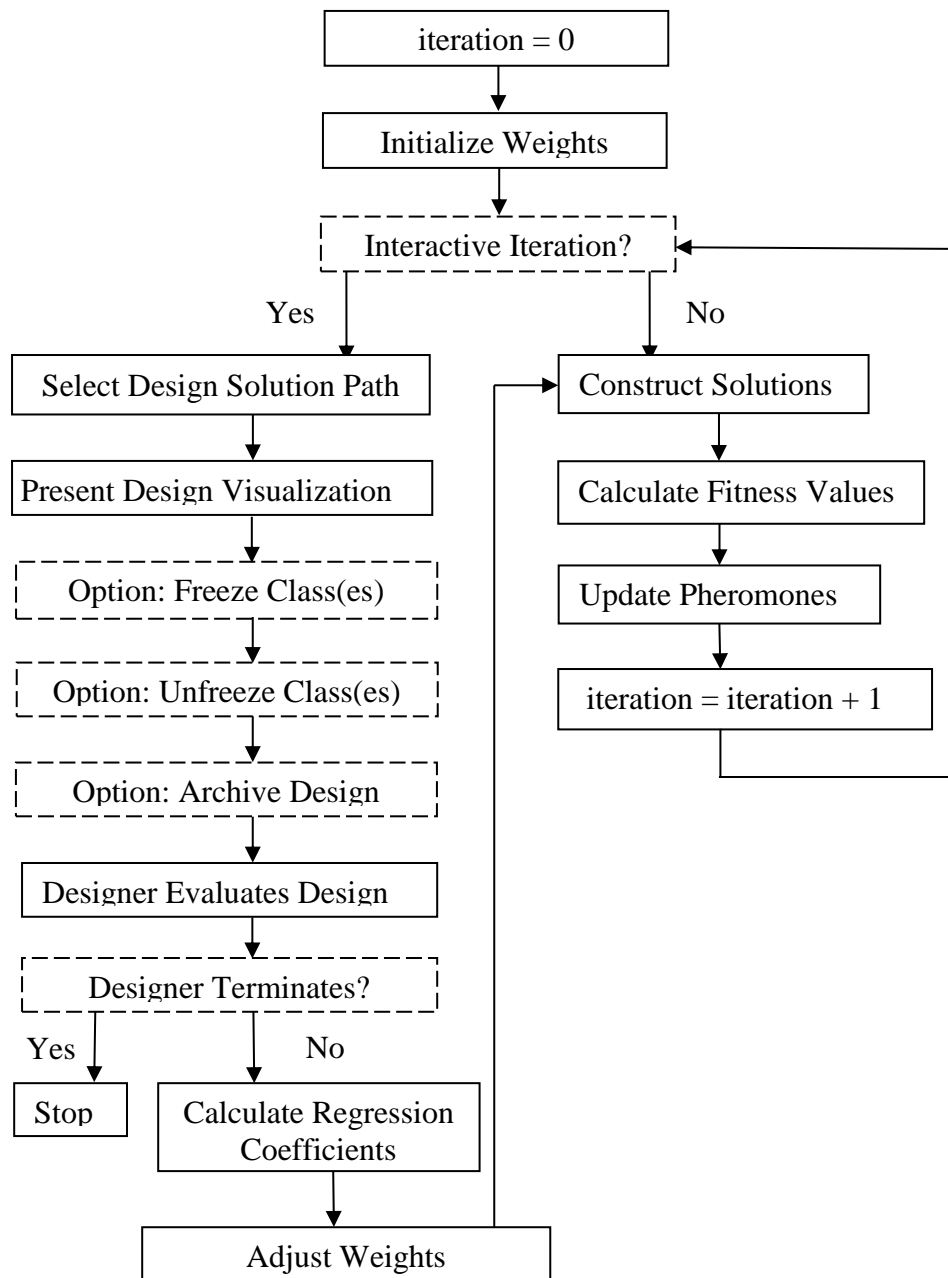 iteration = 0
Initialize Weights
Interactive Iteration?
Yes
No
Select Design Solution Path
Construct Solutions
Present Design Visualization
Calculate Fitness Values
Option: Freeze Class(es)
Update Pheromones
Option: Unfreeze Class(es)
iteration = iteration + 1
Option: Archive Design
Designer Evaluates Design
Designer Terminates?
Yes
No
Stop
Calculate Regression
Coefficients
Adjust Weights